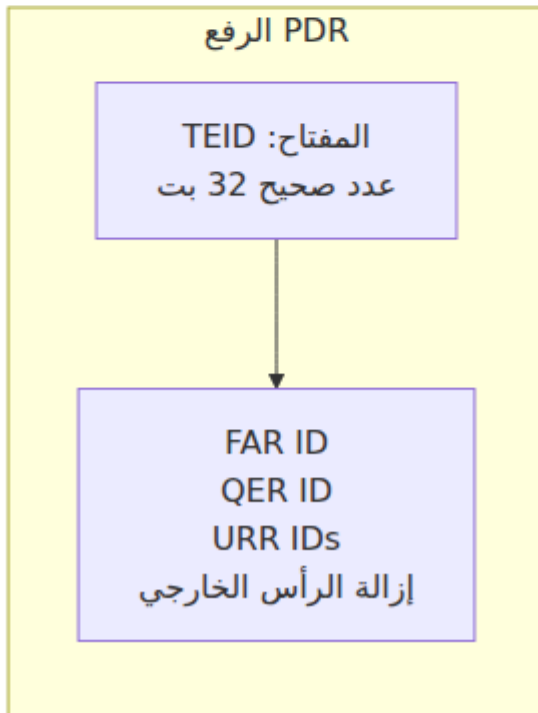 PDR الرفع
المفتاح: TEID
عدد صحيح 32 بت
FAR ID
QER ID
URR IDs
إزالة الرأس الخارجي